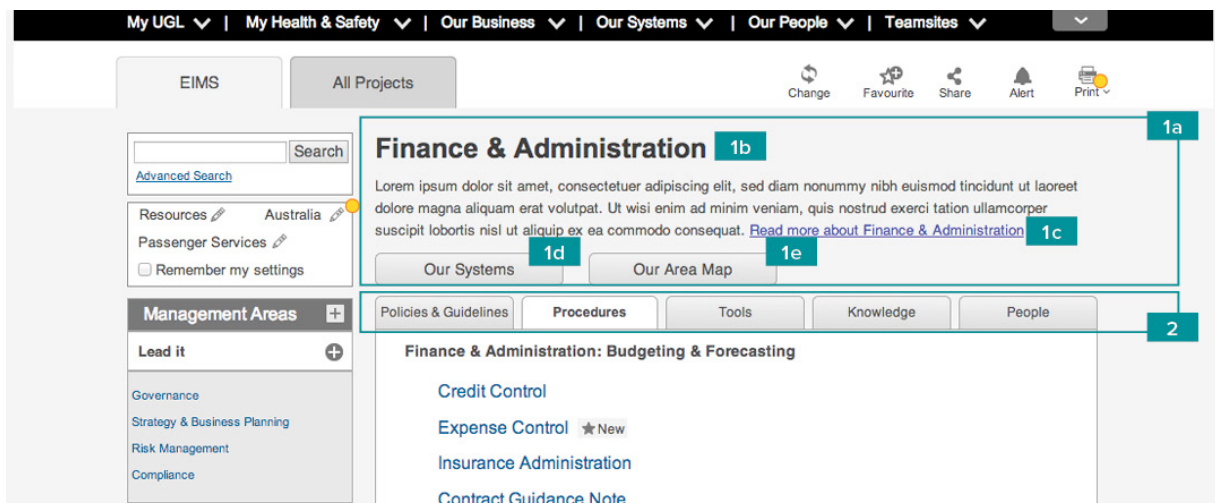 My UGL | My Health & Safety | Our Business | Our Systems | Our People | Teamsites
EIMS
All Projects
Change
Favourite
Share
Alert
Print
1a
Search
Advanced Search
Resources
Australia
Passenger Services
Remember my settings
Finance & Administration
1b
Lorem ipsum dolor sit amet, consectetuer adipiscing elit, sed diam nonummy nibh euismod tincidunt ut laoreet
dolore magna aliquam erat volutpat. Ut wisi enim ad minim veniam, quis nostrud exerci tation ullamcorper
suscipit lobortis nisl ut aliquip ex ea commodo consequat. Read more about Finance & Administration
1c
Our Systems
1d
Our Area Map
1e
Management Areas
Lead it
Governance
Strategy & Business Planning
Risk Management
Compliance
Policies & Guidelines
Procedures
Tools
Knowledge
People
2
Finance & Administration: Budgeting & Forecasting
Credit Control
Expense Control
New
Insurance Administration
Contract Guidance Note